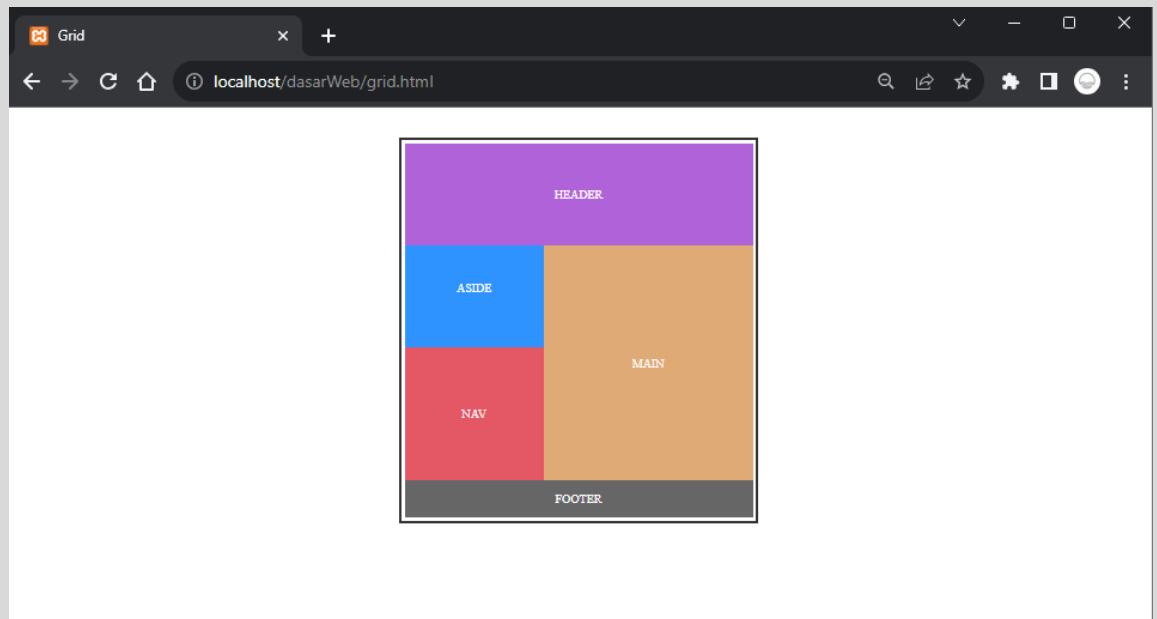 Grid
localhost/dasarWeb/grid.html
HEADER
ASIDE
MAIN
NAV
FOOTER